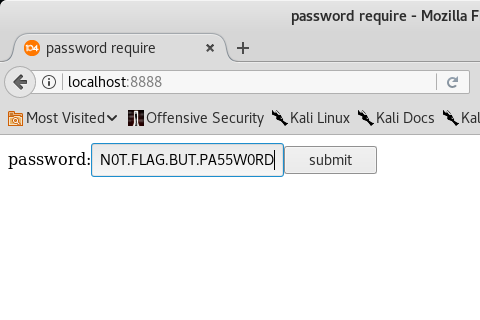 password require - Mozilla F
104 password require
localhost:8888
Most Visited Offensive Security Kali Linux Kali Docs Kal
password: N0T.FLAG.BUT.PA55W0RD submit